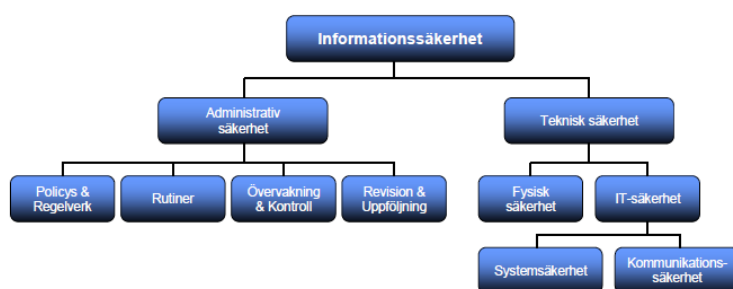 Informationssäkerhet
Administrativ
säkerhet
Teknisk säkerhet
Policys &
Regelverk
Rutiner
Övervakning
& Kontroll
Revision &
Uppföljning
Fysisk
säkerhet
IT-säkerhet
Systemsäkerhet
Kommunikations-
säkerhet